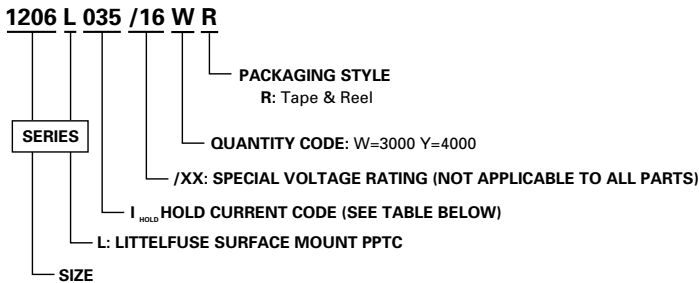 1206 L 035 /16 W R
PACKAGING STYLE
R: Tape & Reel
SERIES
QUANTITY CODE: W=3000 Y=4000
/XX: SPECIAL VOLTAGE RATING (NOT APPLICABLE TO ALL PARTS)
I HOLD HOLD CURRENT CODE (SEE TABLE BELOW)
L: LITTELFUSE SURFACE MOUNT PPTC
SIZE